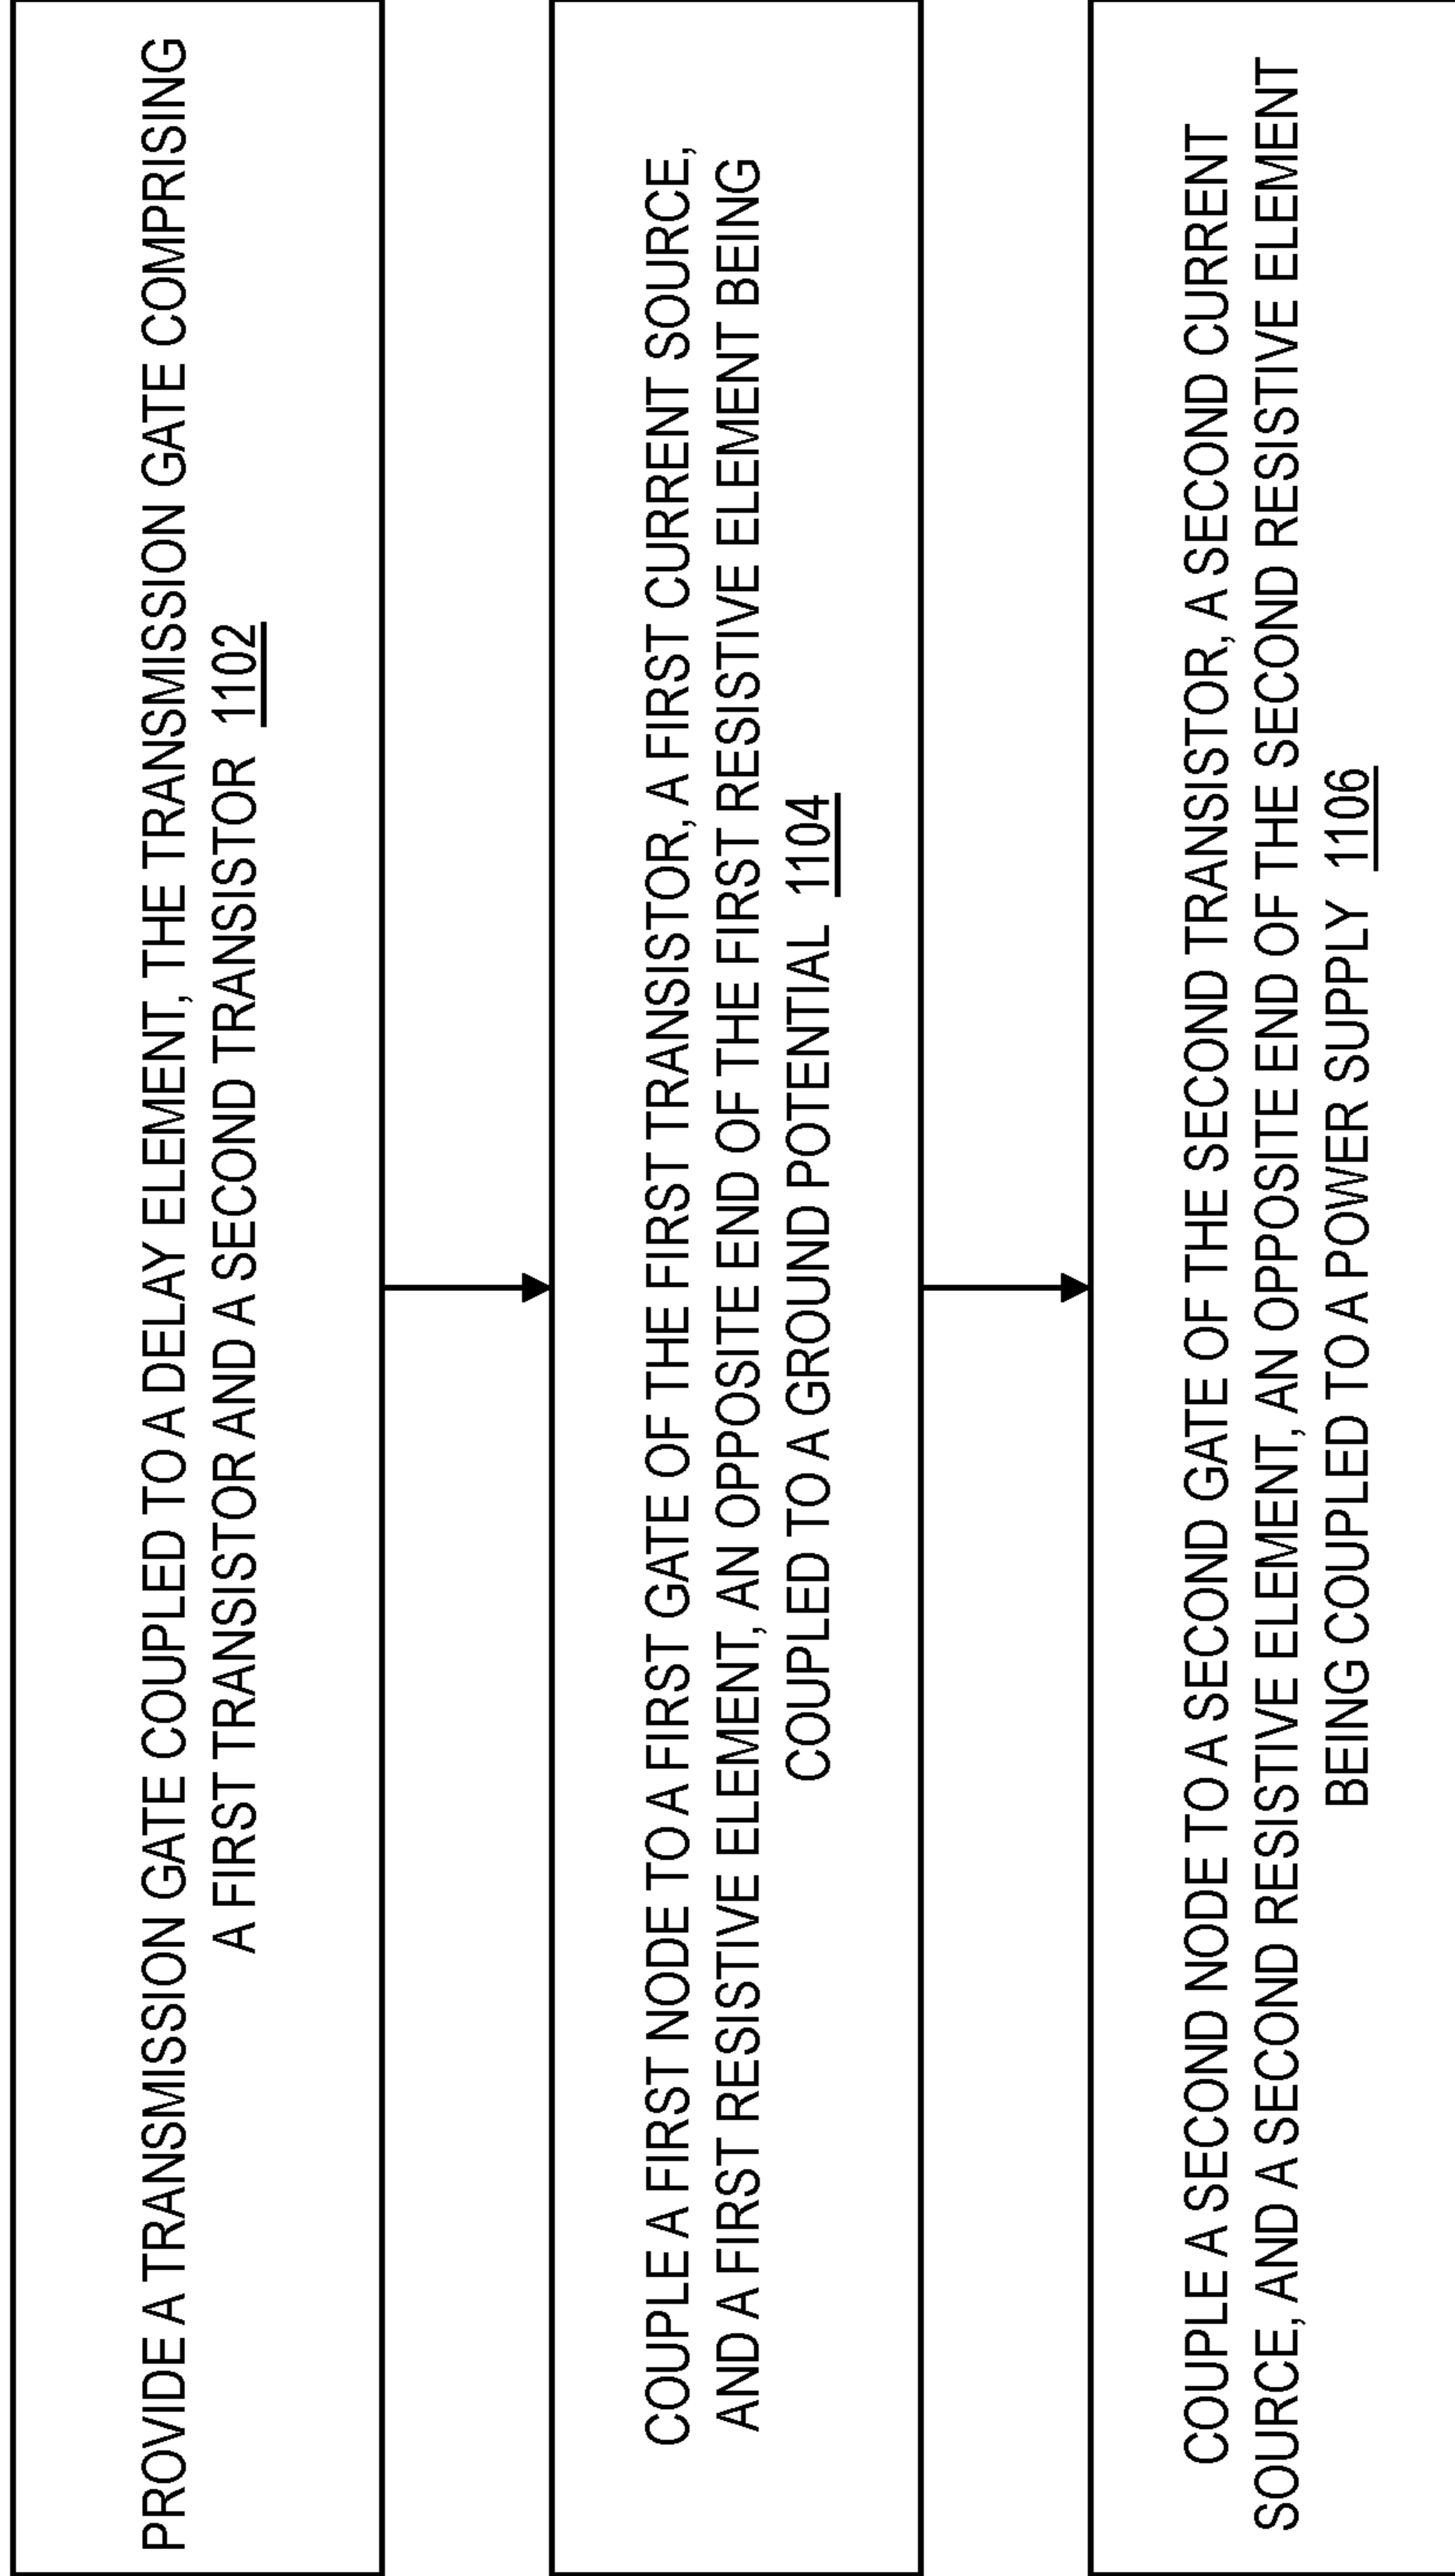 PROVIDE A TRANSMISSION GATE COUPLED TO A DELAY ELEMENT, THE TRANSMISSION GATE COMPRISING
A FIRST TRANSISTOR AND A SECOND TRANSISTOR 1102
COUPLE A FIRST NODE TO A FIRST GATE OF THE FIRST TRANSISTOR, A FIRST CURRENT SOURCE,
AND A FIRST RESISTIVE ELEMENT, AN OPPOSITE END OF THE FIRST RESISTIVE ELEMENT BEING
COUPLED TO A GROUND POTENTIAL 1104
COUPLE A SECOND NODE TO A SECOND GATE OF THE SECOND TRANSISTOR, A SECOND CURRENT
SOURCE, AND A SECOND RESISTIVE ELEMENT, AN OPPOSITE END OF THE SECOND RESISTIVE ELEMENT
BEING COUPLED TO A POWER SUPPLY 1106